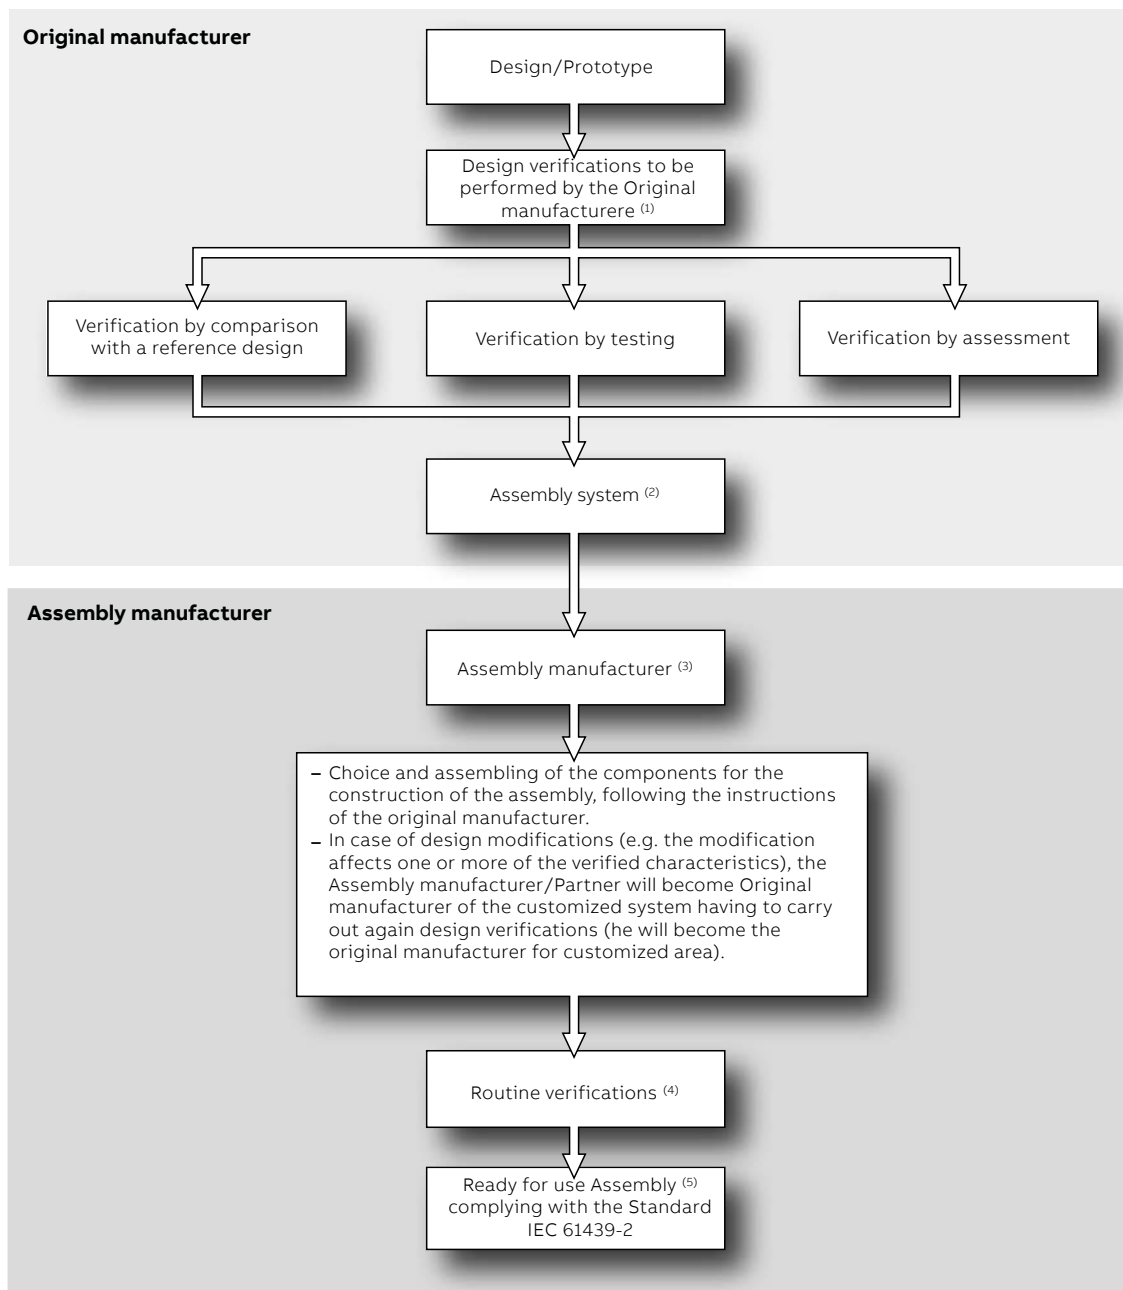 Original manufacturer
Design/Prototype
Design verifications to be
performed by the Original
manufacturere (1)
Verification by comparison
with a reference design
Verification by testing
Verification by assessment
Assembly system (2)
Assembly manufacturer
Assembly manufacturer (3)
– Choice and assembling of the components for the
construction of the assembly, following the instructions
of the original manufacturer.
– In case of design modifications (e.g. the modification
affects one or more of the verified characteristics), the
Assembly manufacturer/Partner will become Original
manufacturer of the customized system having to carry
out again design verifications (he will become the
original manufacturer for customized area).
Routine verifications (4)
Ready for use Assembly (5)
complying with the Standard
IEC 61439-2